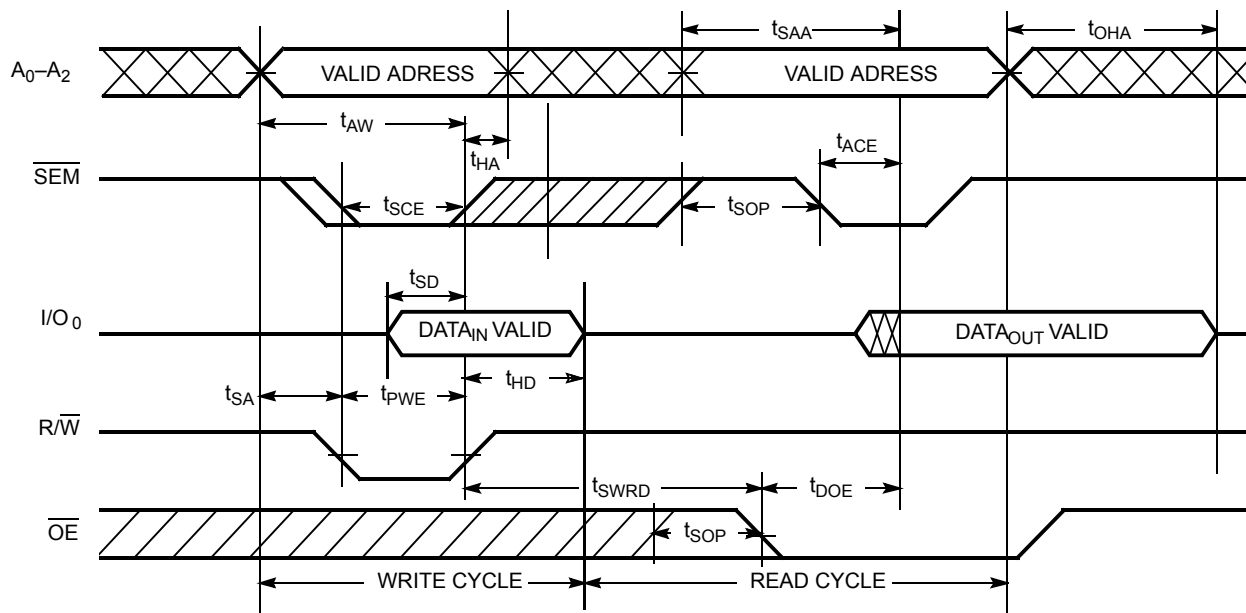 tSAA
tOHA
A0–A2
VALID ADRESS
VALID ADRESS
tAW
tHA
tACE
SEM
tSCE
tSOP
tSD
I/O0
DATAIN VALID
DATAOUT VALID
tSA
tPWE
tHD
R/W
tSWRD
tDOE
OE
tSOP
WRITE CYCLE
READ CYCLE